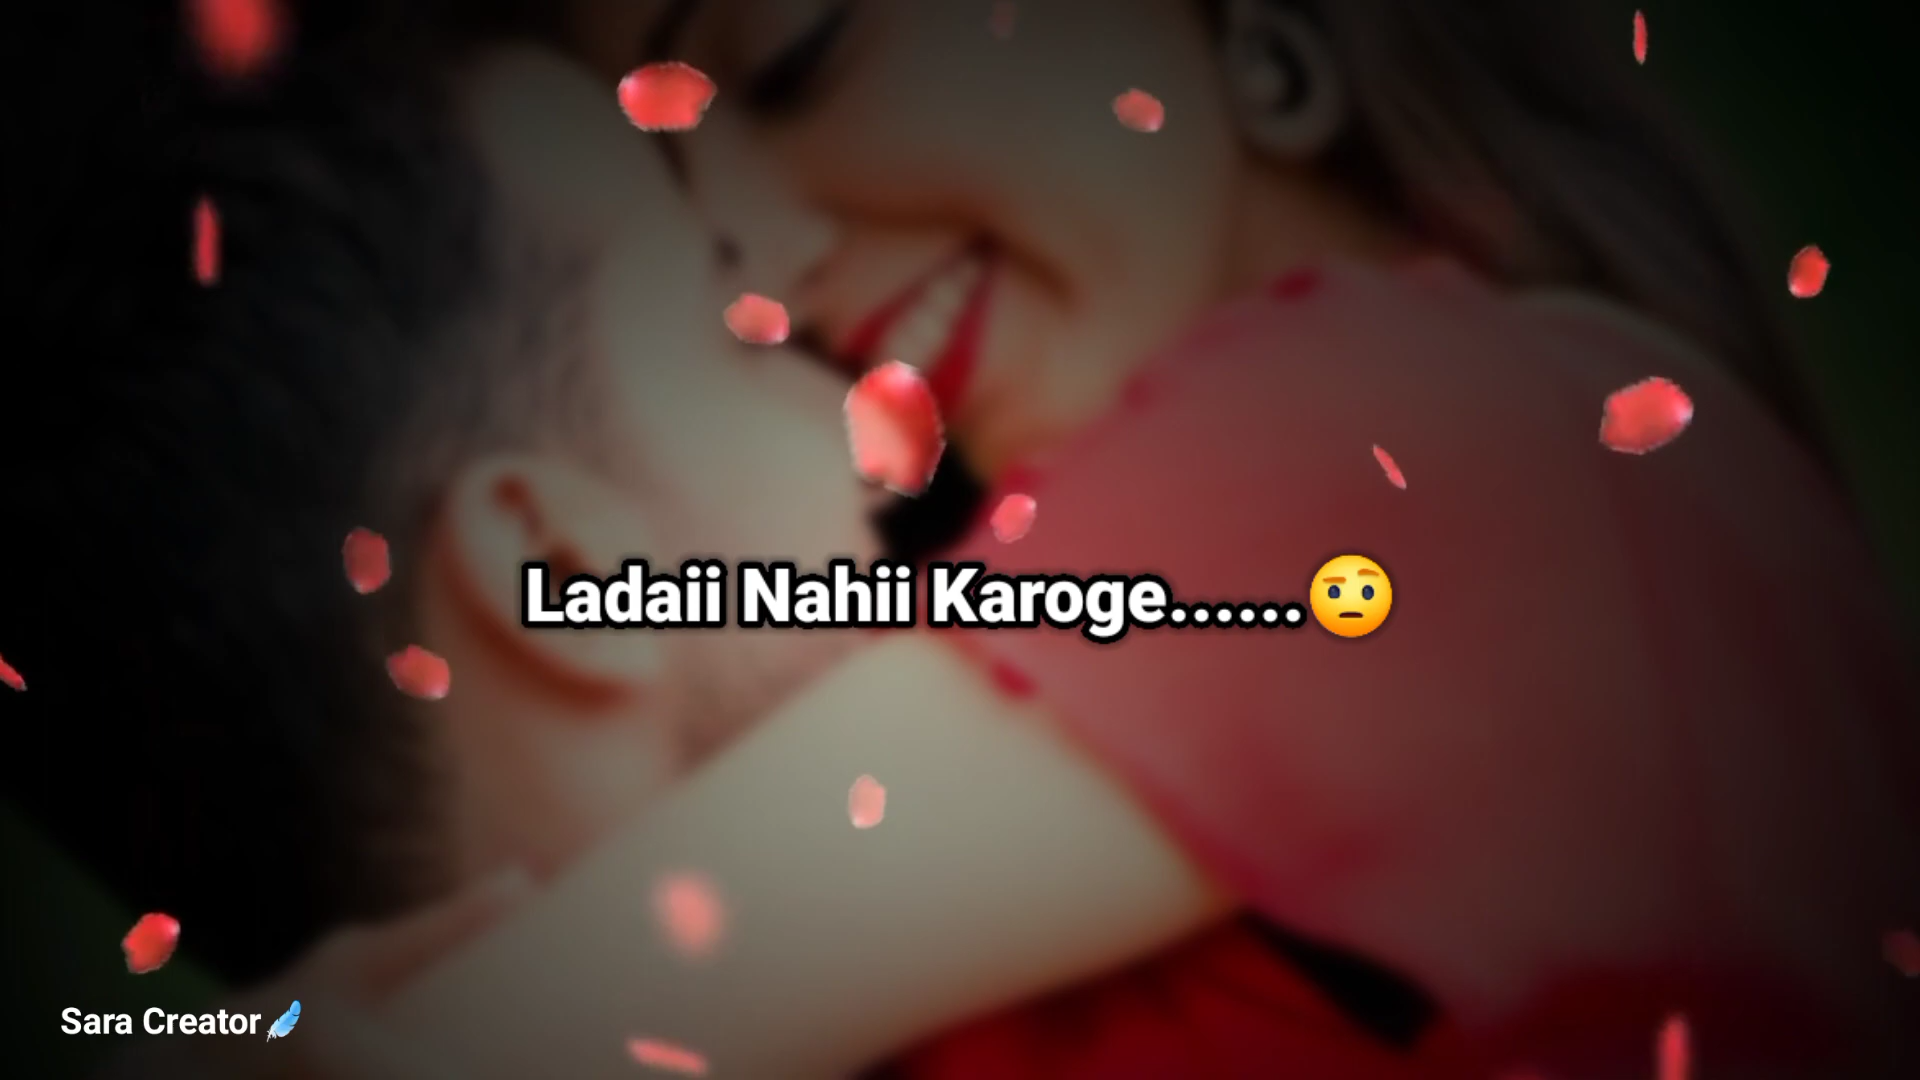 Ladaii Nahii Karoge......🤨
Sara Creator🪶